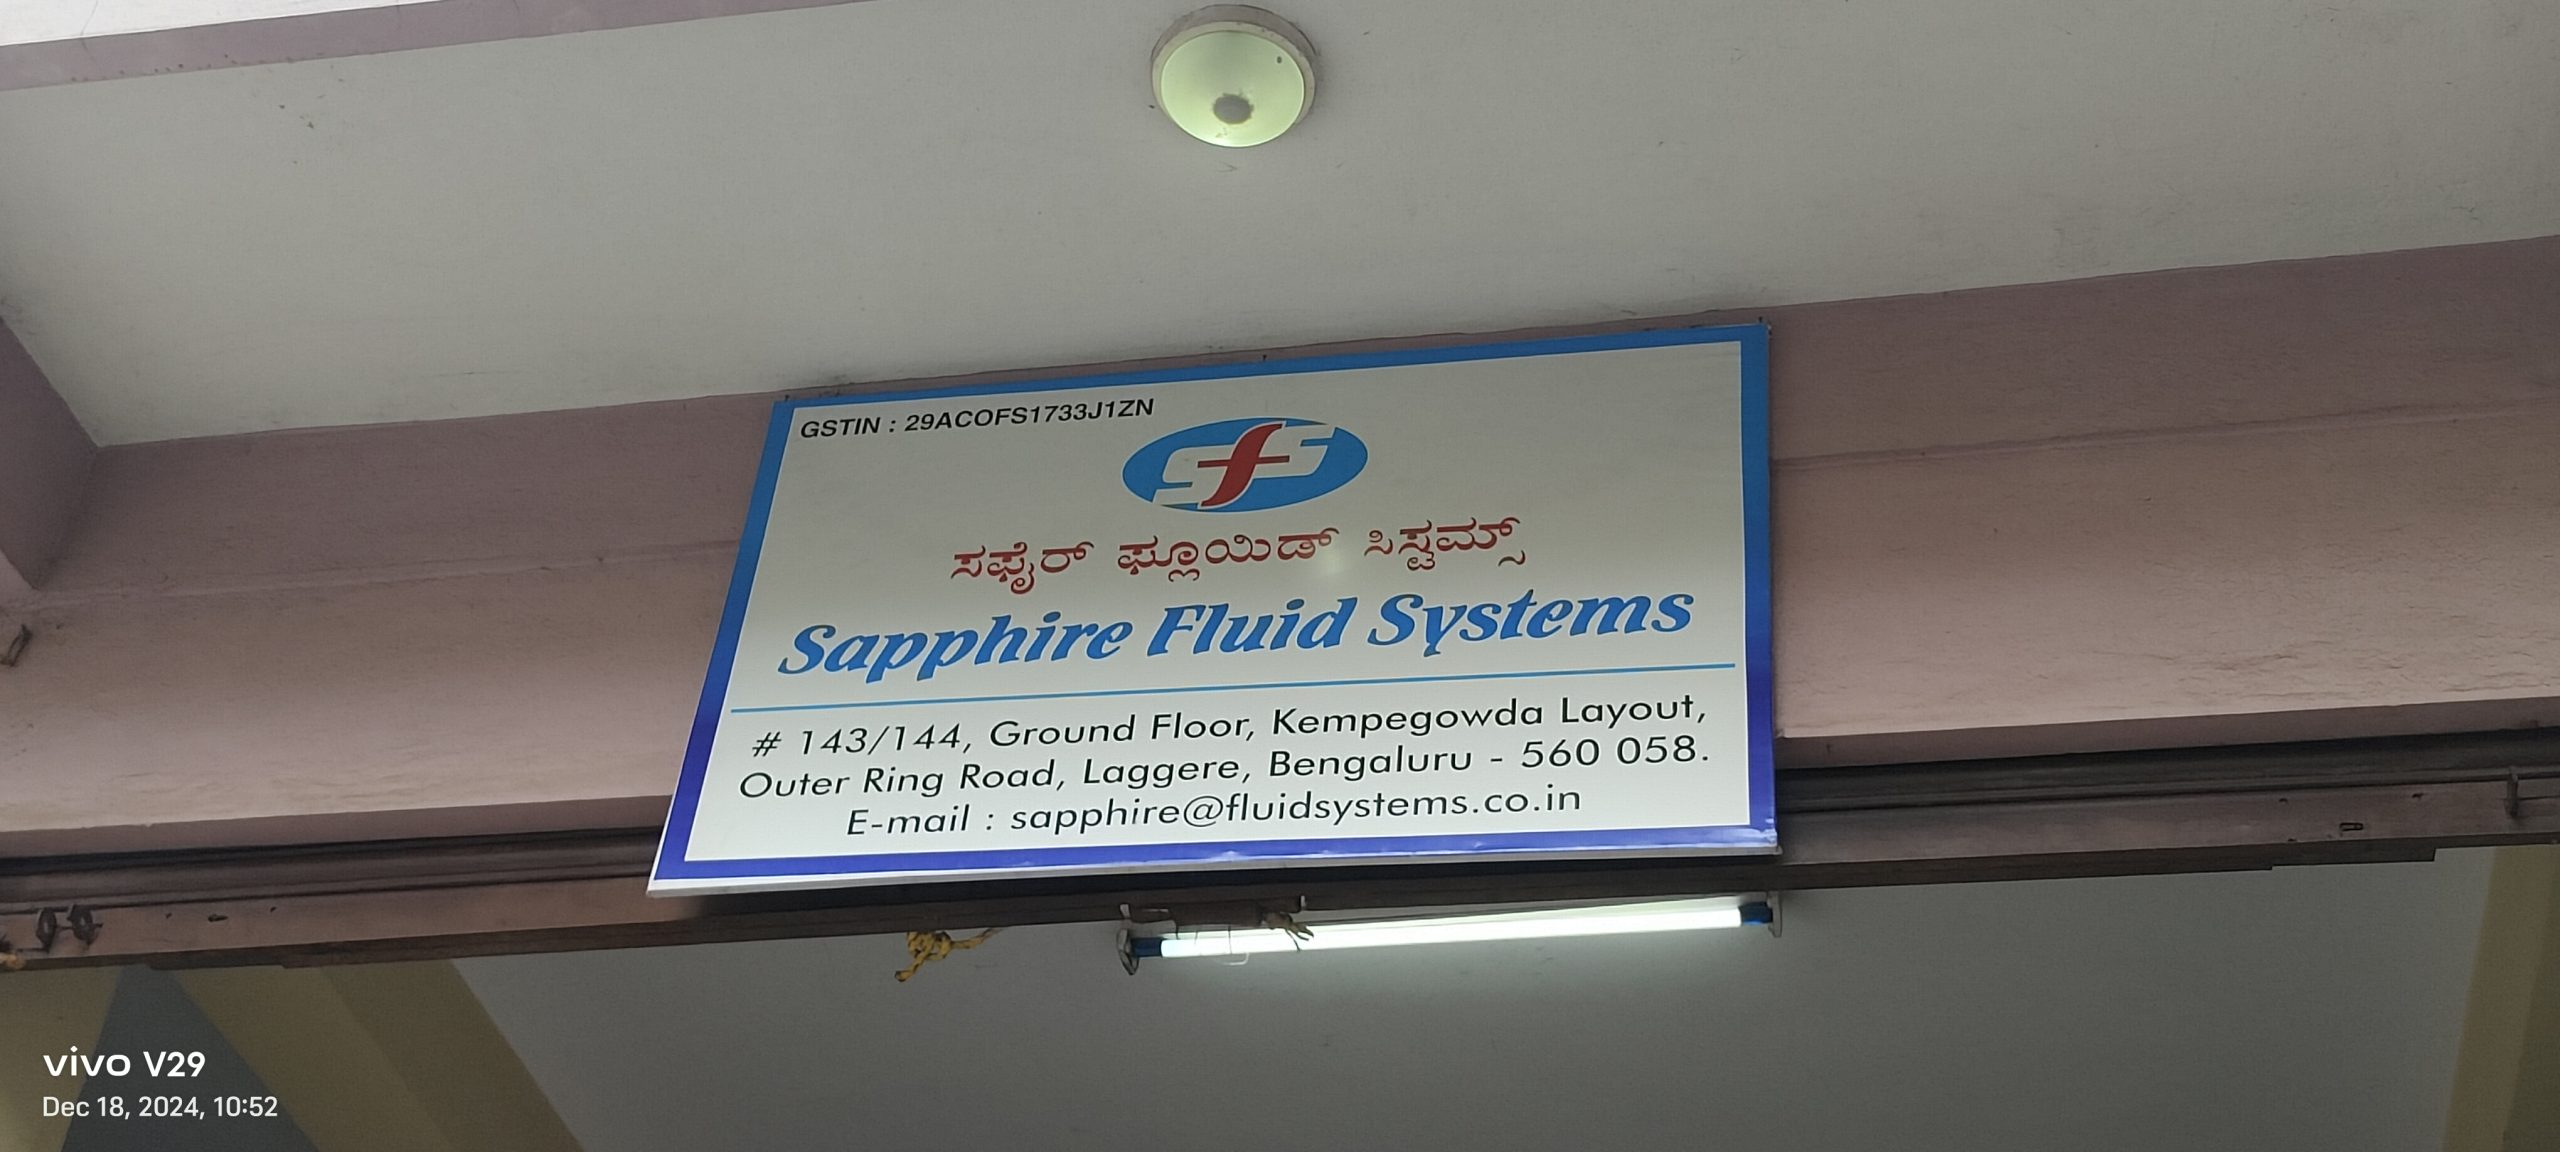 GSTIN : 29ACOFS1733J1ZN
sfs
ಸಫೈರ್ ಫ್ಲೂಯಿಡ್ ಸಿಸ್ಟಮ್ಸ್
Sapphire Fluid Systems
# 143/144, Ground Floor, Kempegowda Layout,
Outer Ring Road, Laggere, Bengaluru - 560 058.
E-mail : sapphire@fluidsystems.co.in
vivo V29
Dec 18, 2024, 10:52